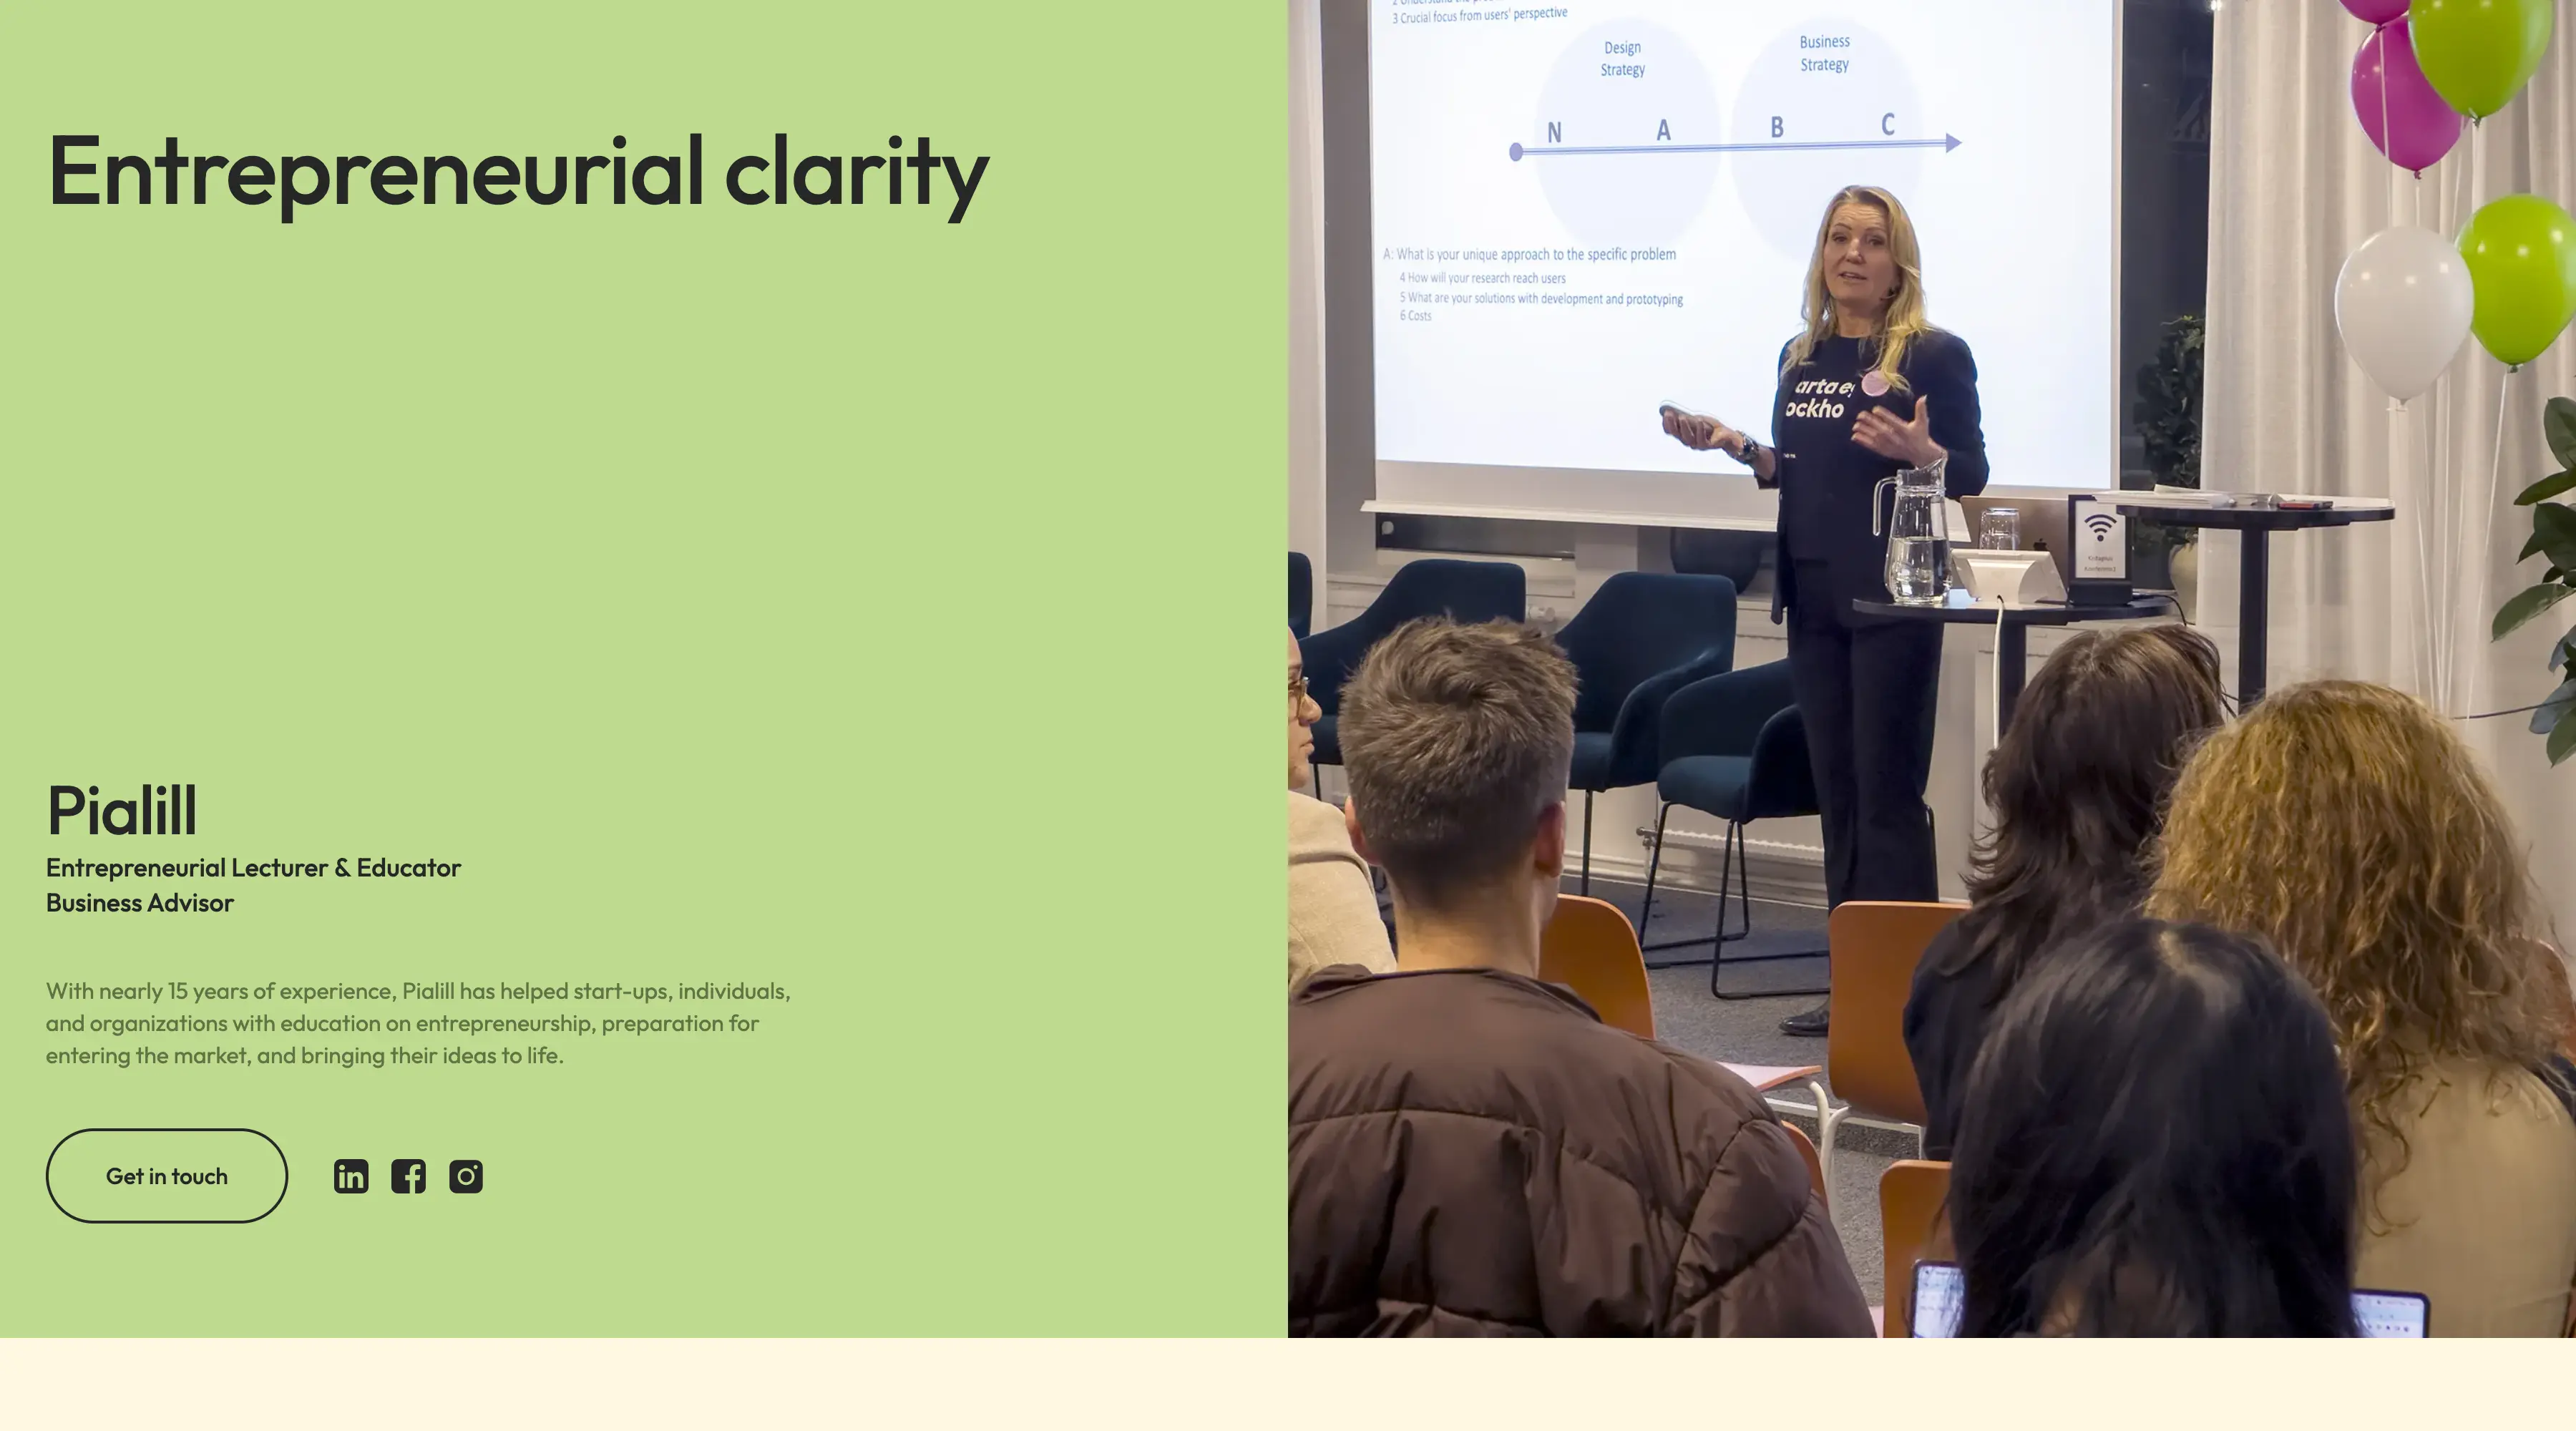 Entrepreneurial clarity
Pialill
Entrepreneurial Lecturer & Educator
Business Advisor
With nearly 15 years of experience, Pialill has helped start-ups, individuals,
and organizations with education on entrepreneurship, preparation for
entering the market, and bringing their ideas to life.
Get in touch
3 Crucial focus from users' perspective
Design
Strategy
Business
Strategy
N A B C
A: What is your unique approach to the specific problem
4 How will your research reach users
5 What are your solutions with development and prototyping
6 Costs
arta eg
ockho